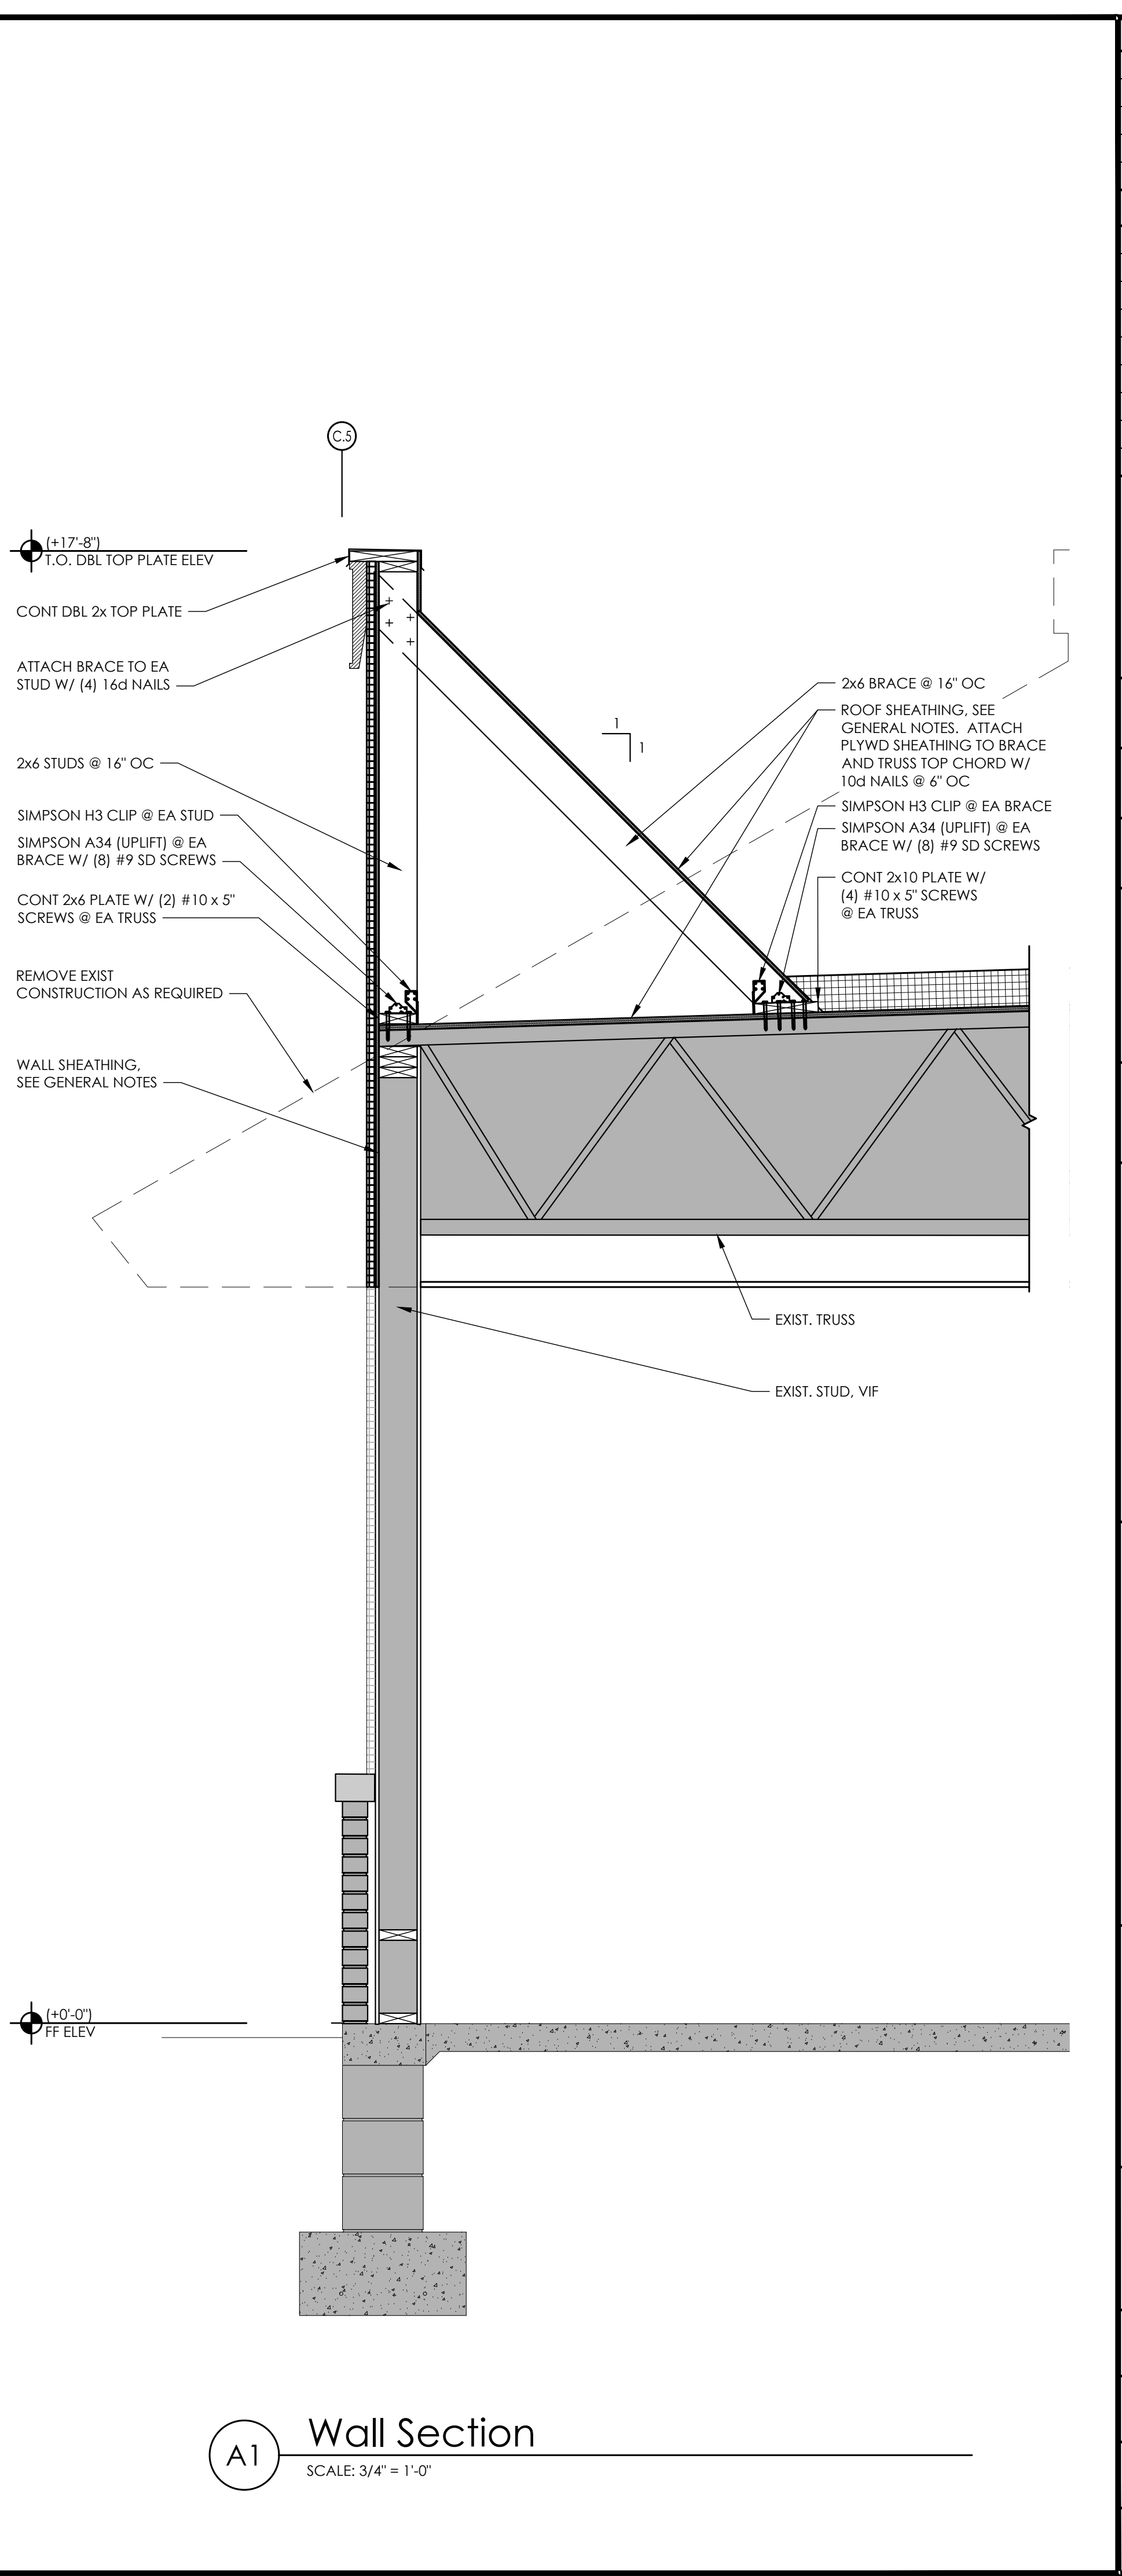 C.5
(+17'-8")
T.O. DBL TOP PLATE ELEV
CONT DBL 2x TOP PLATE
ATTACH BRACE TO EA
STUD W/ (4) 16d NAILS
2x6 STUDS @ 16" OC
SIMPSON H3 CLIP @ EA STUD
SIMPSON A34 (UPLIFT) @ EA
BRACE W/ (8) #9 SD SCREWS
CONT 2x6 PLATE W/ (2) #10 x 5"
SCREWS @ EA TRUSS
REMOVE EXIST
CONSTRUCTION AS REQUIRED
WALL SHEATHING,
SEE GENERAL NOTES
1
1
2x6 BRACE @ 16" OC
ROOF SHEATHING, SEE
GENERAL NOTES. ATTACH
PLYWD SHEATHING TO BRACE
AND TRUSS TOP CHORD W/
10d NAILS @ 6" OC
SIMPSON H3 CLIP @ EA BRACE
SIMPSON A34 (UPLIFT) @ EA
BRACE W/ (8) #9 SD SCREWS
CONT 2x10 PLATE W/
(4) #10 x 5" SCREWS
@ EA TRUSS
EXIST. TRUSS
EXIST. STUD, VIF
(+0'-0")
FF ELEV
A1
Wall Section
SCALE: 3/4" = 1'-0"